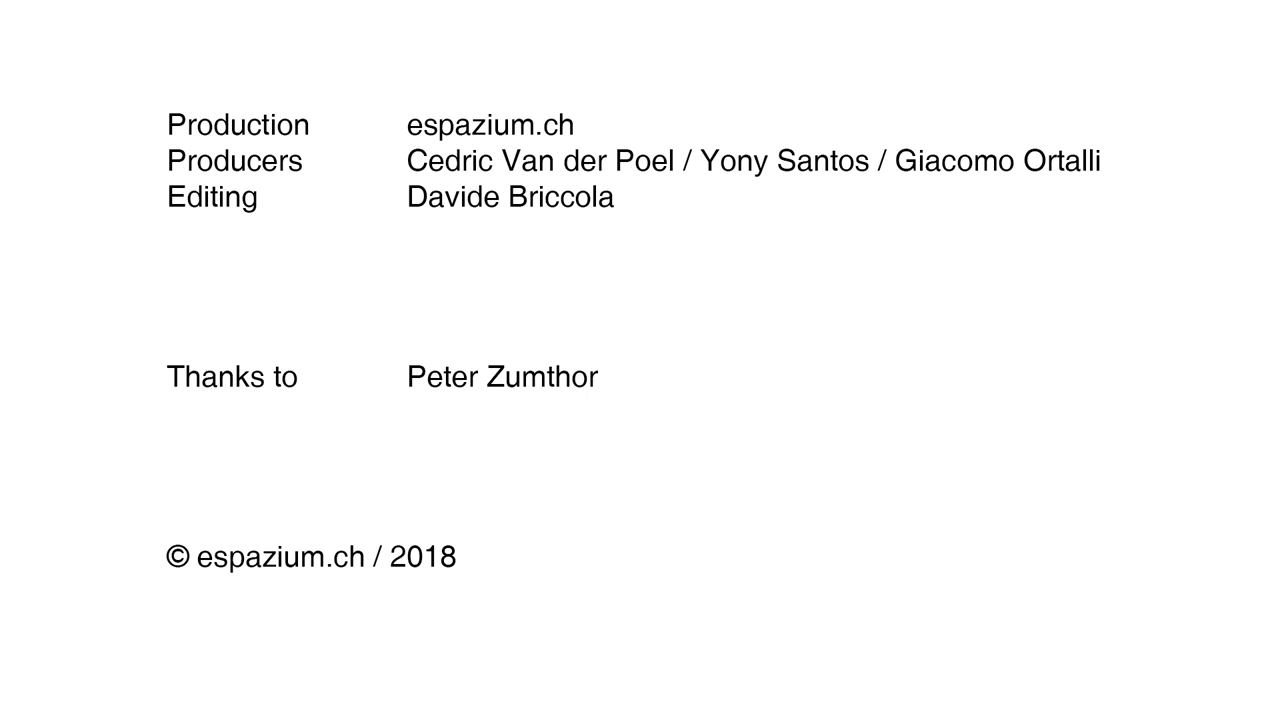 Production espazium.ch
Producers Cedric Van der Poel / Yony Santos / Giacomo Ortalli
Editing Davide Briccola
Thanks to Peter Zumthor
© espazium.ch / 2018